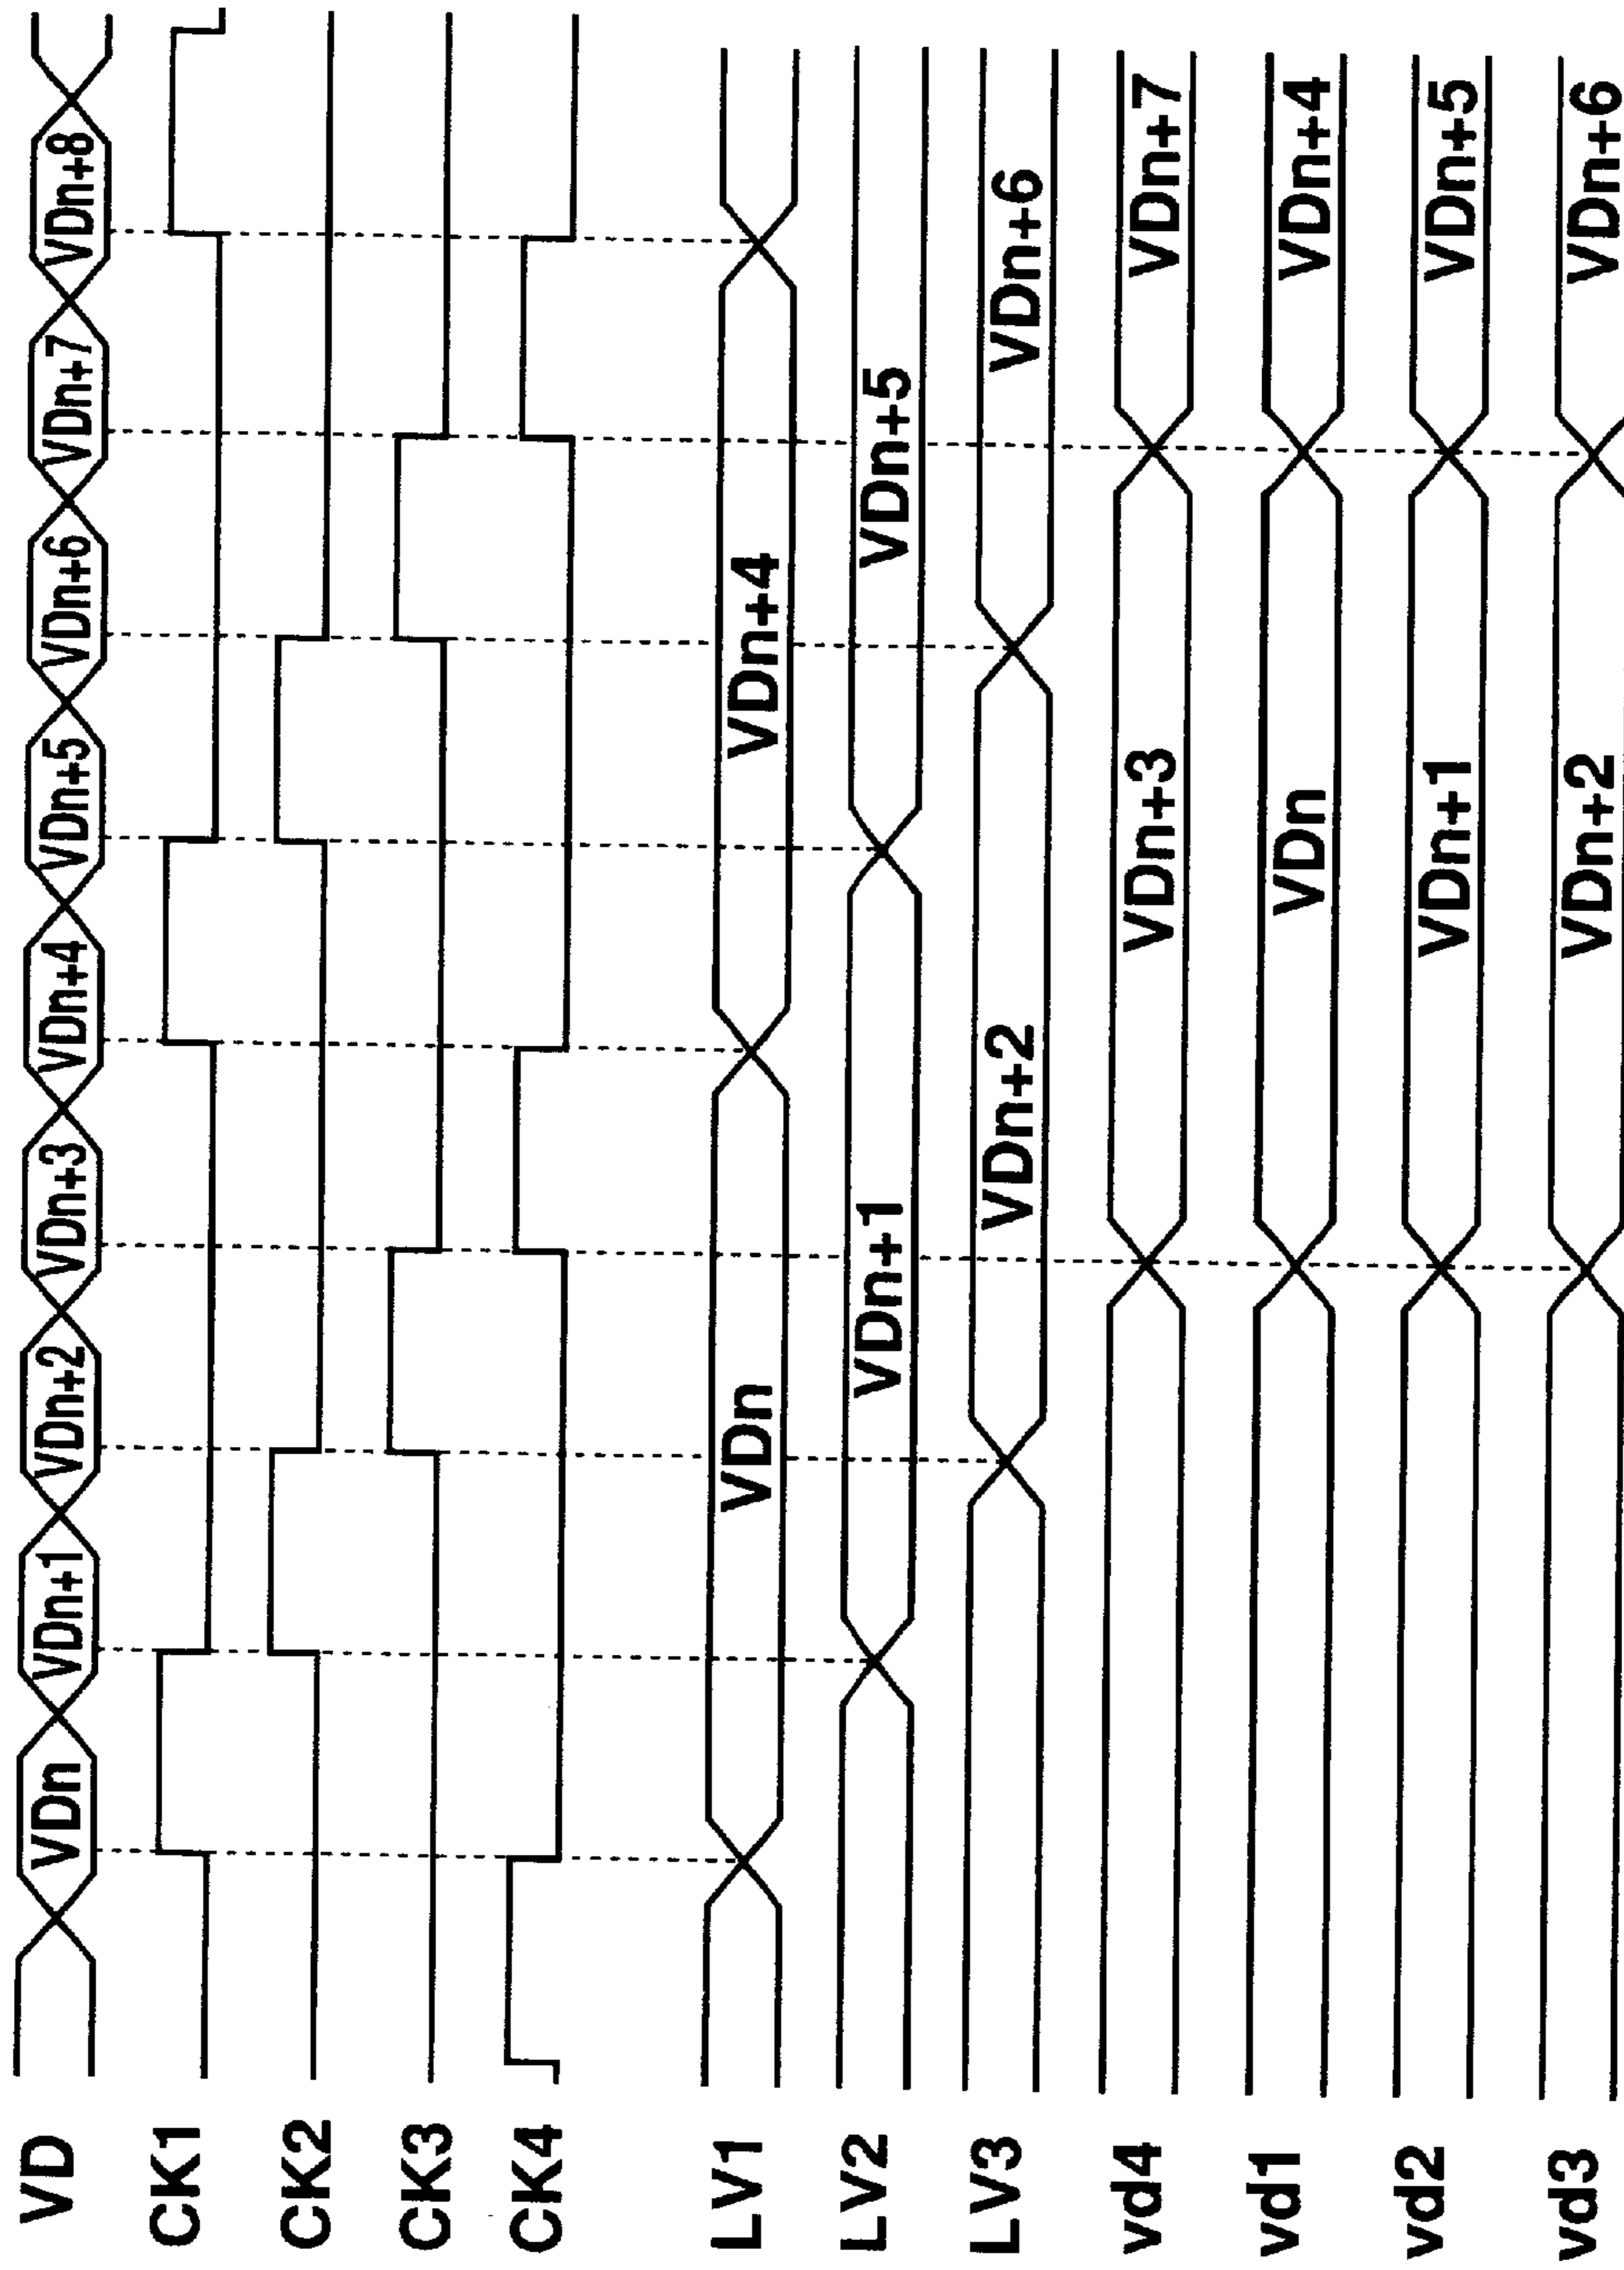 VD VDn VDn+1 VDn+2 VDn+3 VDn+4 VDn+5 VDn+6 VDn+7 VDn+8
CK1
CK2
CK3
CK4
LV1 VDn VDn+4
LV2 VDn+1 VDn+5
LV3 VDn+2 VDn+6
vd4 VDn+3 VDn+7
vd1 VDn VDn+4
vd2 VDn+1 VDn+5
vd3 VDn+2 VDn+6